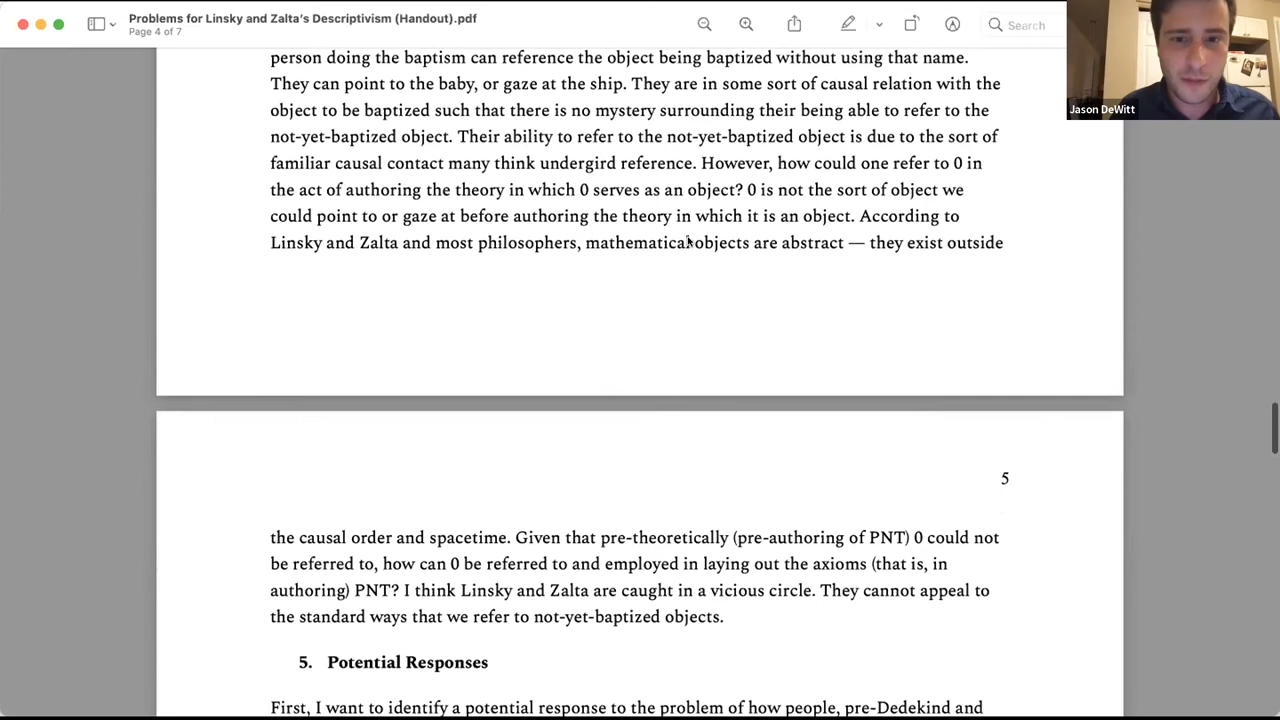 Problems for Linsky and Zalta's Descriptivism (Handout).pdf
Page 4 of 7
Search
Jason DeWitt
person doing the baptism can reference the object being baptized without using that name.
They can point to the baby, or gaze at the ship. They are in some sort of causal relation with the
object to be baptized such that there is no mystery surrounding their being able to refer to the
not-yet-baptized object. Their ability to refer to the not-yet-baptized object is due to the sort of
familiar causal contact many think undergird reference. However, how could one refer to 0 in
the act of authoring the theory in which 0 serves as an object? 0 is not the sort of object we
could point to or gaze at before authoring the theory in which it is an object. According to
Linsky and Zalta and most philosophers, mathematical objects are abstract — they exist outside
5
the causal order and spacetime. Given that pre-theoretically (pre-authoring of PNT) 0 could not
be referred to, how can 0 be referred to and employed in laying out the axioms (that is, in
authoring) PNT? I think Linsky and Zalta are caught in a vicious circle. They cannot appeal to
the standard ways that we refer to not-yet-baptized objects.
5. Potential Responses
First, I want to identify a potential response to the problem of how people, pre-Dedekind and